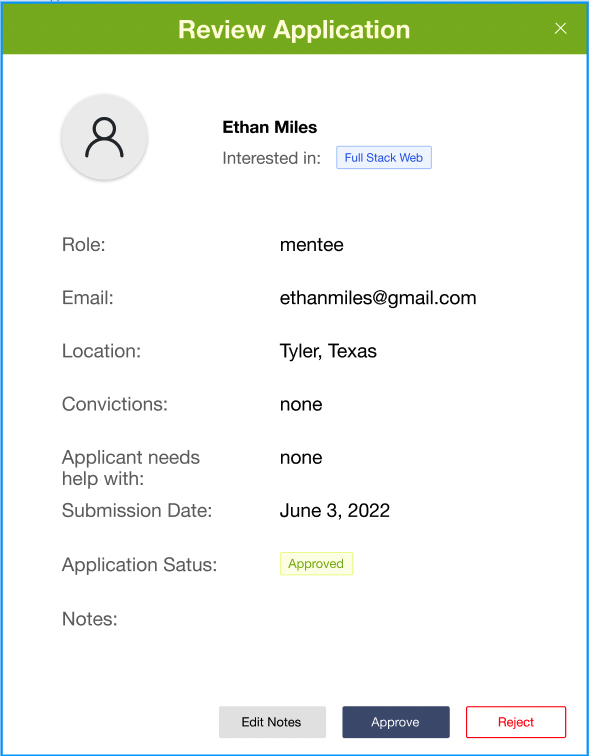 Review Application
Ethan Miles
Interested in: Full Stack Web
Role: mentee
Email: ethanmiles@gmail.com
Location: Tyler, Texas
Convictions: none
Applicant needs none
help with:
Submission Date: June 3, 2022
Application Satus: Approved
Notes:
Edit Notes Approve Reject